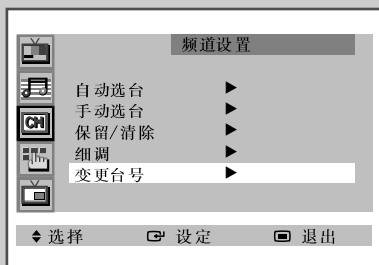 频道设置
自动选台 ▶
手动选台 ▶
CH 保留/清除 ▶
细调 ▶
变更台号 ▶
选择 设定 退出